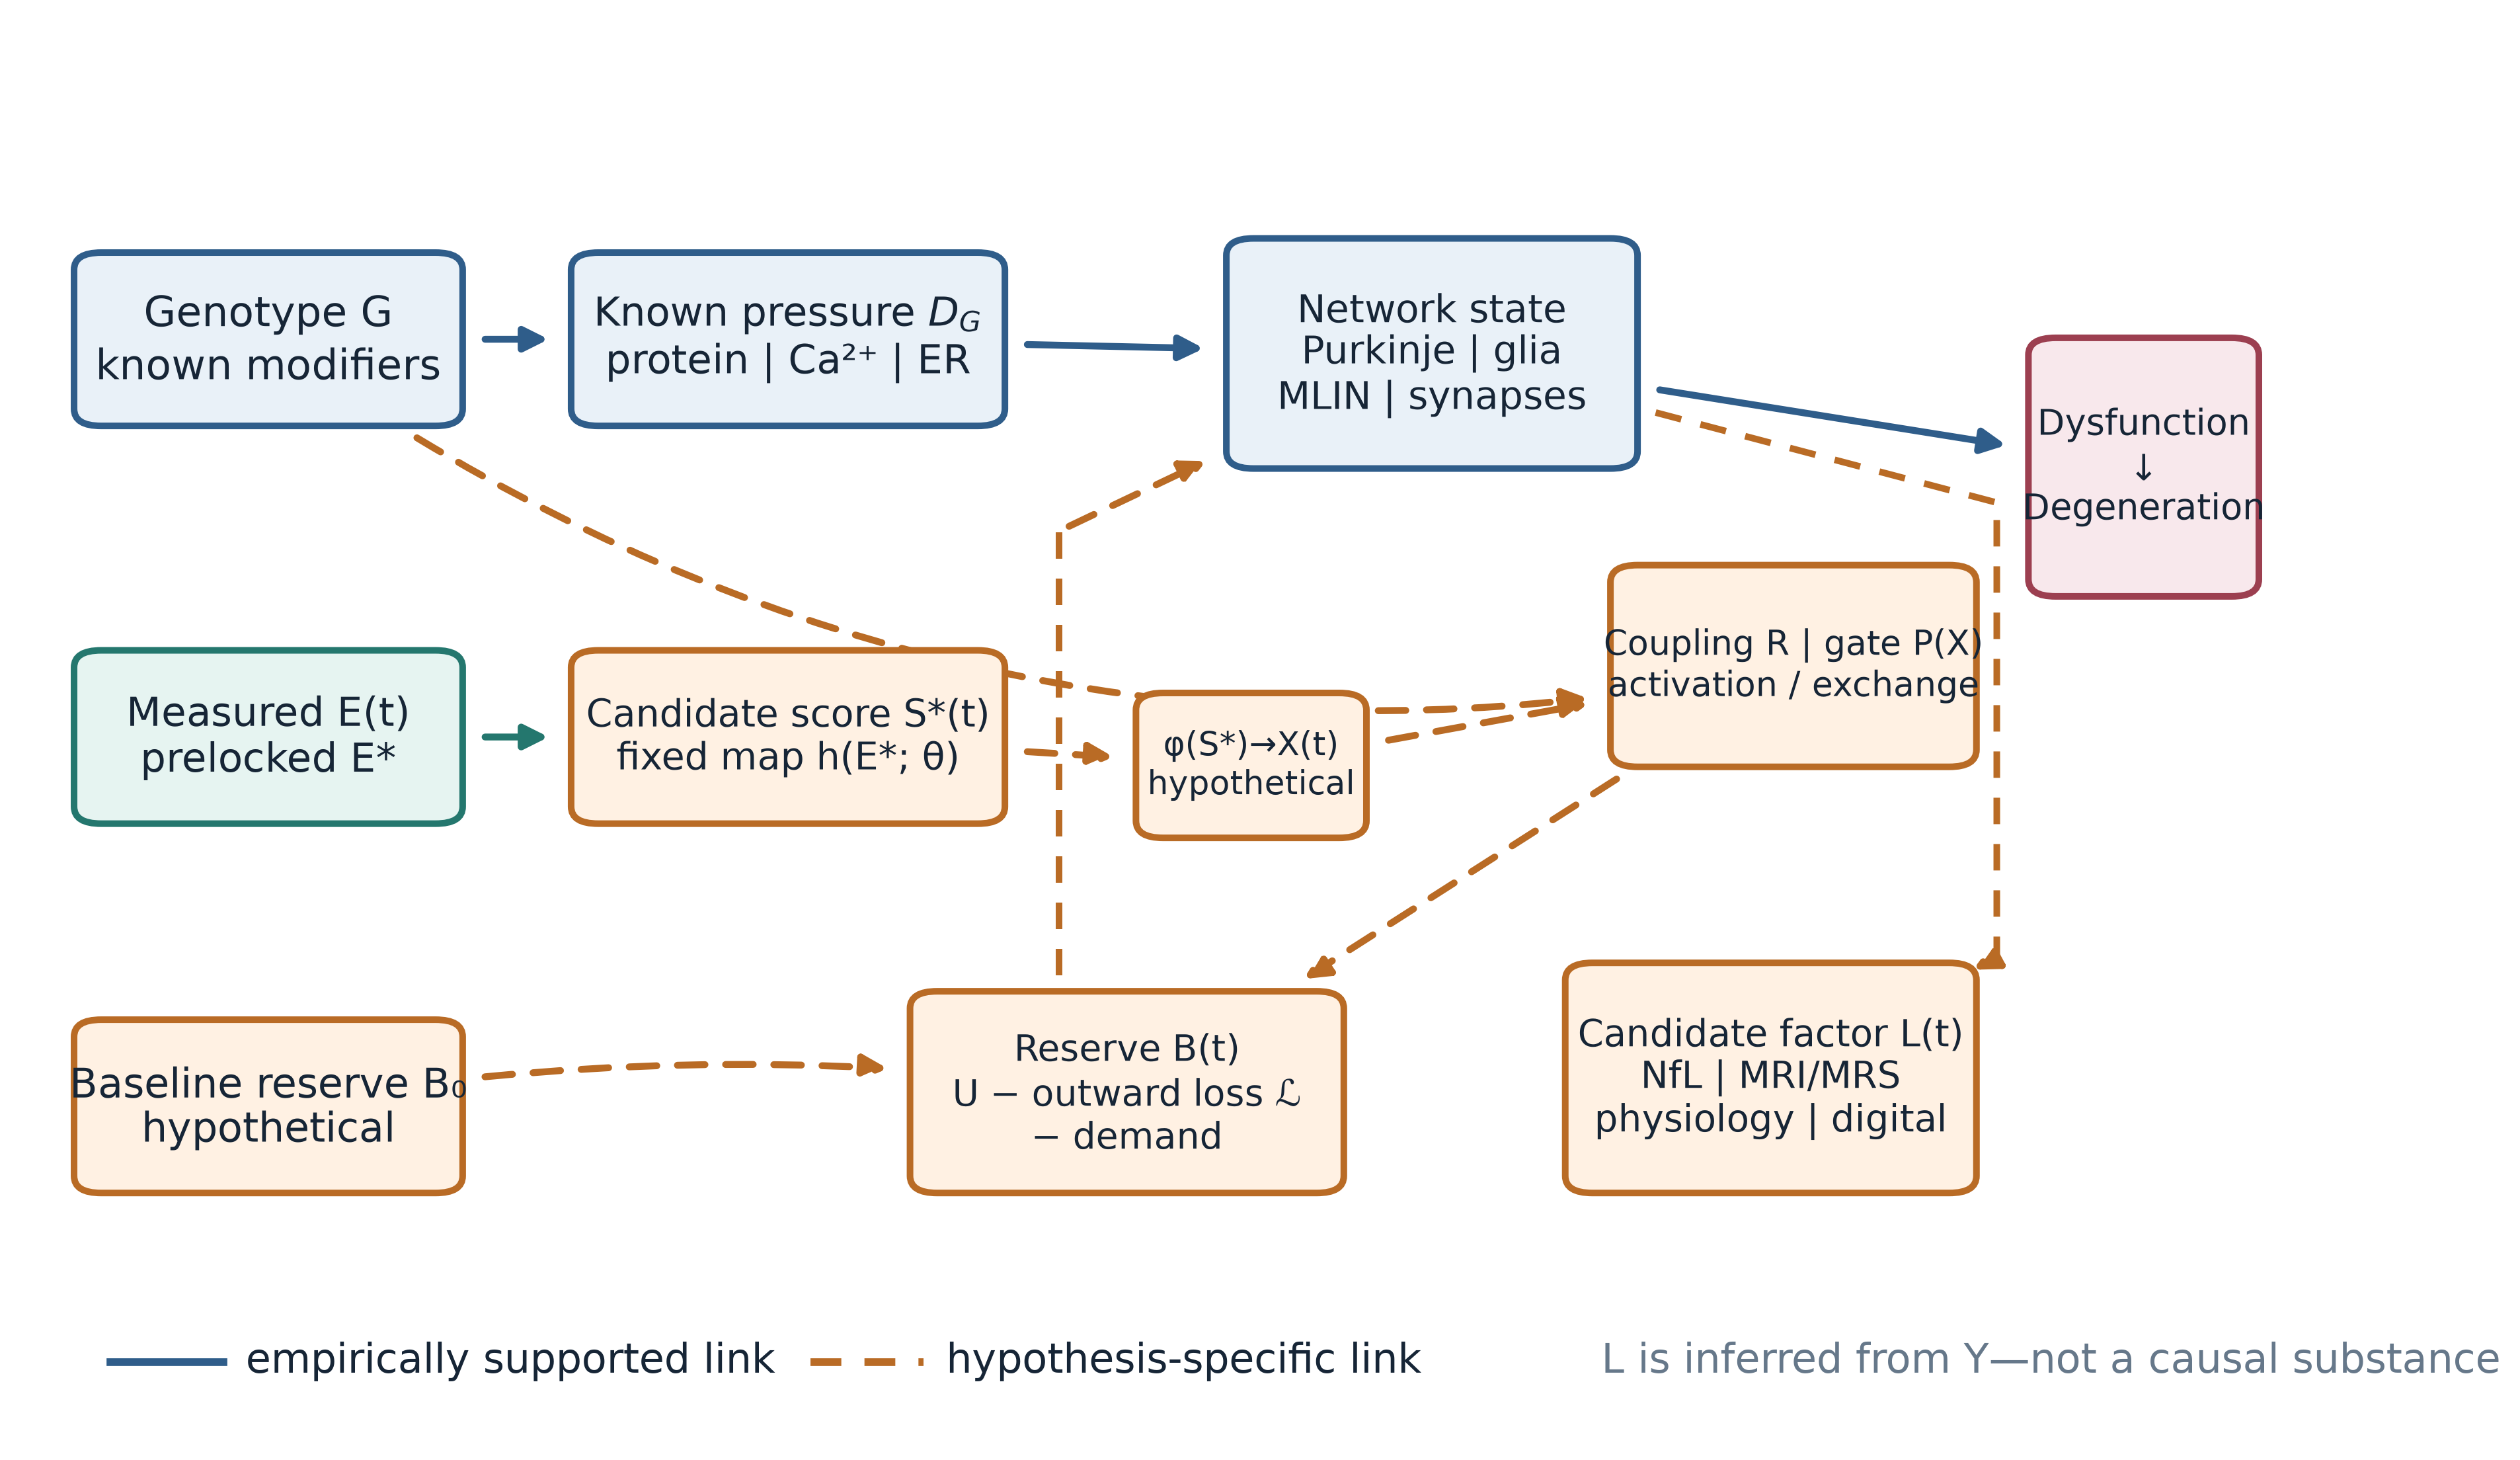 Genotype G
known modifiers
Known pressure D_G
protein | Ca²⁺ | ER
Network state
Purkinje | glia
MLIN | synapses
Dysfunction
↓
Degeneration
Measured E(t)
prelocked E*
Candidate score S*(t)
fixed map h(E*; θ)
φ(S*)→X(t)
hypothetical
Coupling R | gate P(X)
activation / exchange
Baseline reserve B₀
hypothetical
Reserve B(t)
U − outward loss ℒ
− demand
Candidate factor L(t)
NfL | MRI/MRS
physiology | digital
empirically supported link
hypothesis-specific link
L is inferred from Y—not a causal substance